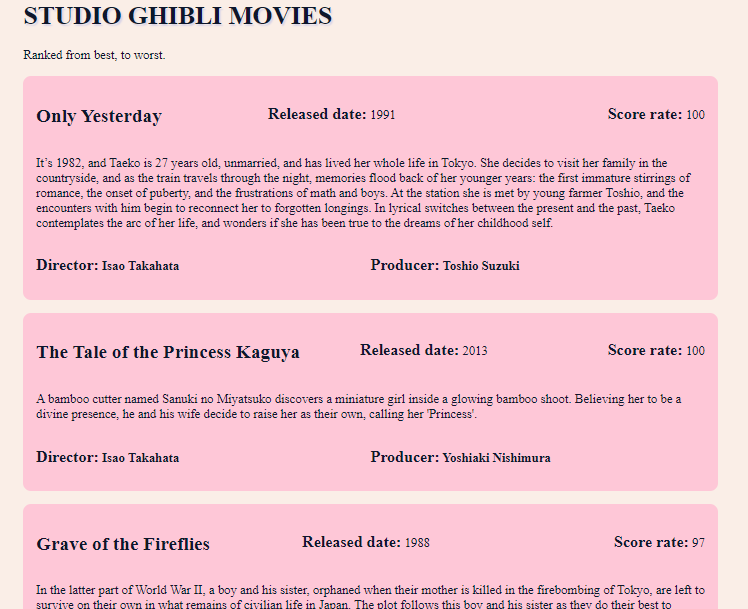 STUDIO GHIBLI MOVIES
Ranked from best, to worst.
Only Yesterday Released date: 1991 Score rate: 100
It’s 1982, and Taeko is 27 years old, unmarried, and has lived her whole life in Tokyo. She decides to visit her family in the
countryside, and as the train travels through the night, memories flood back of her younger years: the first immature stirrings of
romance, the onset of puberty, and the frustrations of math and boys. At the station she is met by young farmer Toshio, and the
encounters with him begin to reconnect her to forgotten longings. In lyrical switches between the present and the past, Taeko
contemplates the arc of her life, and wonders if she has been true to the dreams of her childhood self.
Director: Isao Takahata Producer: Toshio Suzuki
The Tale of the Princess Kaguya Released date: 2013 Score rate: 100
A bamboo cutter named Sanuki no Miyatsuko discovers a miniature girl inside a glowing bamboo shoot. Believing her to be a
divine presence, he and his wife decide to raise her as their own, calling her 'Princess'.
Director: Isao Takahata Producer: Yoshiaki Nishimura
Grave of the Fireflies Released date: 1988 Score rate: 97
In the latter part of World War II, a boy and his sister, orphaned when their mother is killed in the firebombing of Tokyo, are left to
survive on their own in what remains of civilian life in Japan. The plot follows this boy and his sister as they do their best to